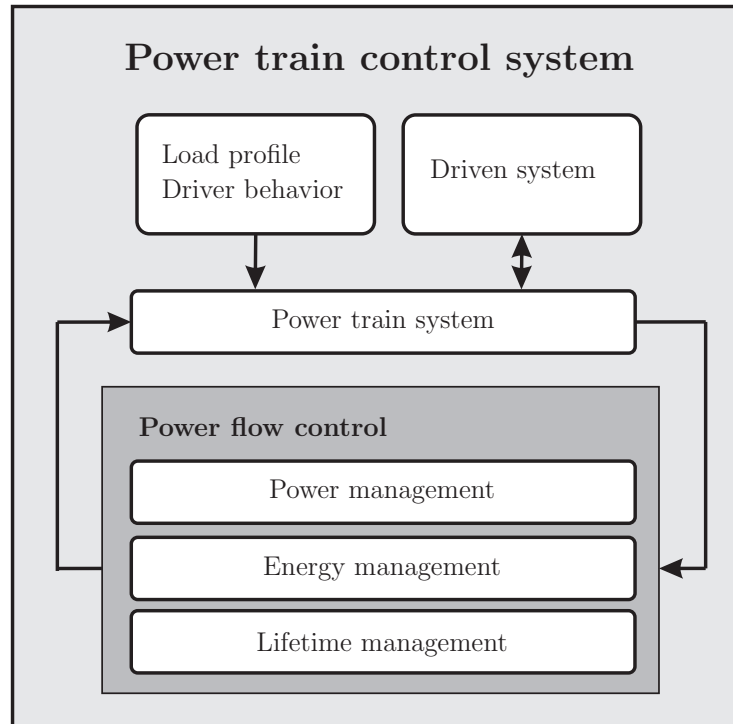 Power train control system
Load profile
Driver behavior
Driven system
Power train system
Power flow control
Power management
Energy management
Lifetime management